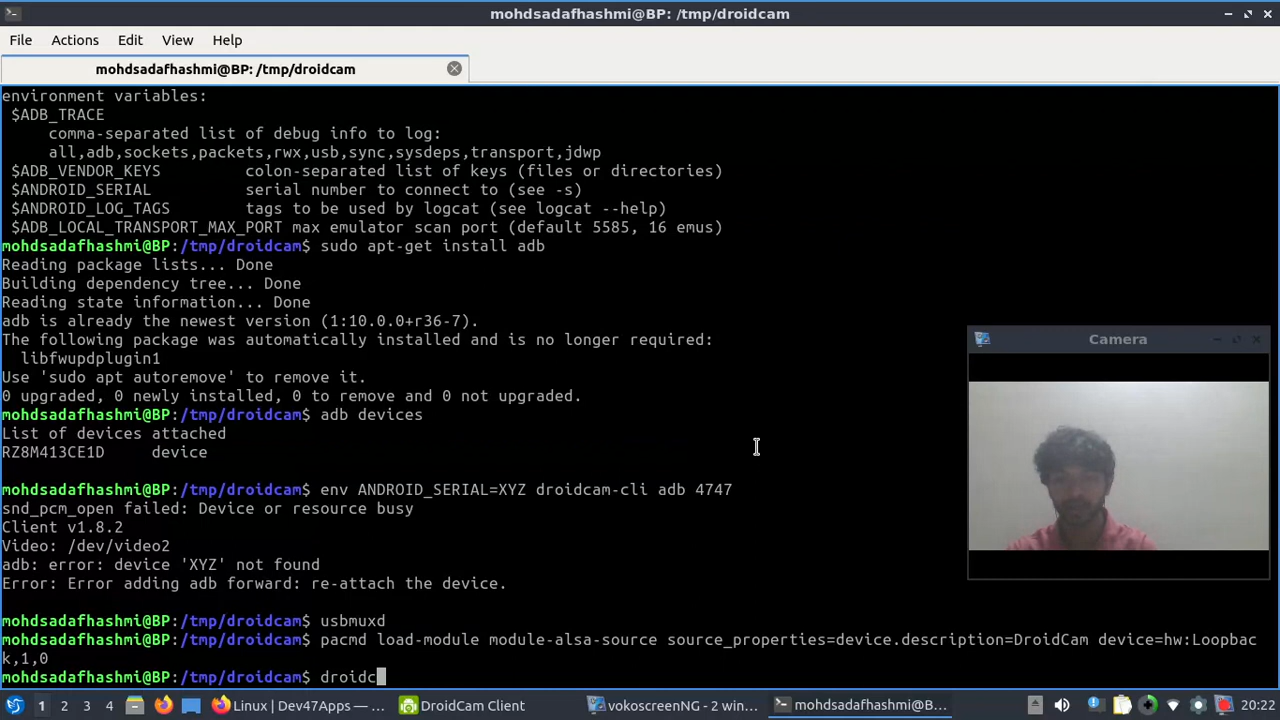 mohdsadafhashmi@BP: /tmp/droidcam
File Actions Edit View Help
mohdsadafhashmi@BP: /tmp/droidcam
environment variables:
$ADB_TRACE
comma-separated list of debug info to log:
all,adb,sockets,packets,rwx,usb,sync,sysdeps,transport,jdwp
$ADB_VENDOR_KEYS colon-separated list of keys (files or directories)
$ANDROID_SERIAL serial number to connect to (see -s)
$ANDROID_LOG_TAGS tags to be used by logcat (see logcat --help)
$ADB_LOCAL_TRANSPORT_MAX_PORT max emulator scan port (default 5585, 16 emus)
mohdsadafhashmi@BP:/tmp/droidcam$ sudo apt-get install adb
Reading package lists... Done
Building dependency tree... Done
Reading state information... Done
adb is already the newest version (1:10.0.0+r36-7).
The following package was automatically installed and is no longer required:
libfwupdplugin1
Use 'sudo apt autoremove' to remove it.
0 upgraded, 0 newly installed, 0 to remove and 0 not upgraded.
mohdsadafhashmi@BP:/tmp/droidcam$ adb devices
List of devices attached
RZ8M413CE1D device
mohdsadafhashmi@BP:/tmp/droidcam$ env ANDROID_SERIAL=XYZ droidcam-cli adb 4747
snd_pcm_open failed: Device or resource busy
Client v1.8.2
Video: /dev/video2
adb: error: device 'XYZ' not found
Error: Error adding adb forward: re-attach the device.
mohdsadafhashmi@BP:/tmp/droidcam$ usbmuxd
mohdsadafhashmi@BP:/tmp/droidcam$ pacmd load-module module-alsa-source source_properties=device.description=DroidCam device=hw:Loopbac
k,1,0
mohdsadafhashmi@BP:/tmp/droidcam$ droidc
Camera
1 2 3 4 Linux | Dev47Apps — ... DroidCam Client vokoscreenNG - 2 win... mohdsadafhashmi@B... 20:22